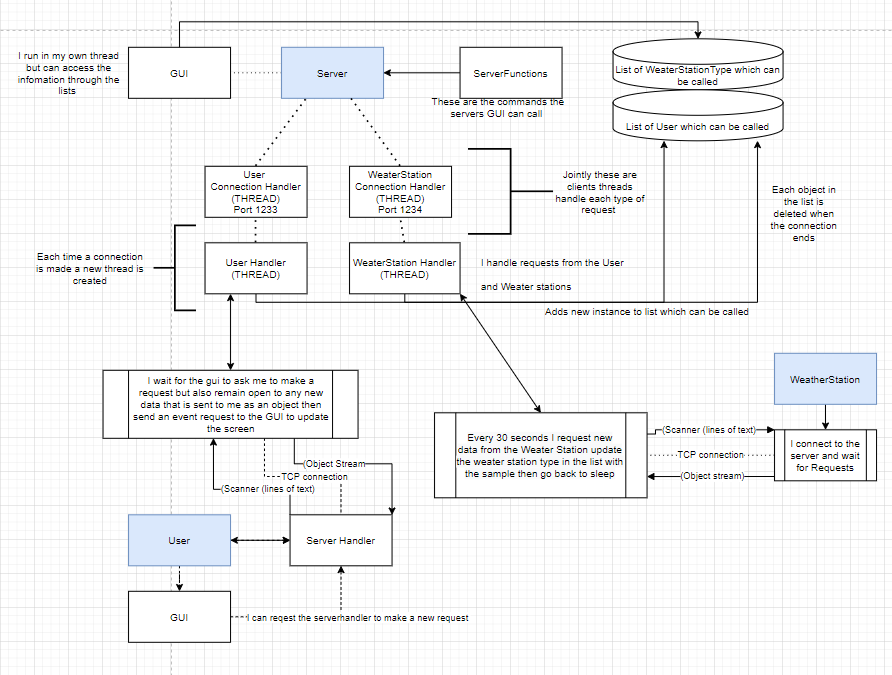 I run in my own thread
but can access the
infomation through the
lists
GUI
Server
ServerFunctions
These are the commands the
servers GUI can call
List of WeaterStationType which can
be called
List of User which can be called
User
Connection Handler
(THREAD)
Port 1233
WeaterStation
Connection Handler
(THREAD)
Port 1234
Jointly these are
clients threads
handle each type of
request
Each object in
the list is
deleted when
the connection
ends
Each time a connection
is made a new thread is
created
User Handler
(THREAD)
WeaterStation Handler
(THREAD)
I handle requests from the User
and Weater stations
Adds new instance to list which can be called
I wait for the gui to ask me to make a
request but also remain open to any new
data that is sent to me as an object then
send an event request to the GUI to update
the screen
WeatherStation
Every 30 seconds I request new
data from the Weater Station update
the weater station type in the list with
the sample then go back to sleep
(Scanner (lines of text)
TCP connection
(Object stream)
I connect to the
server and wait
for Requests
(Object Stream
TCP connection
(Scanner (lines of text)
User
Server Handler
GUI
I can reqest the serverhandler to make a new request